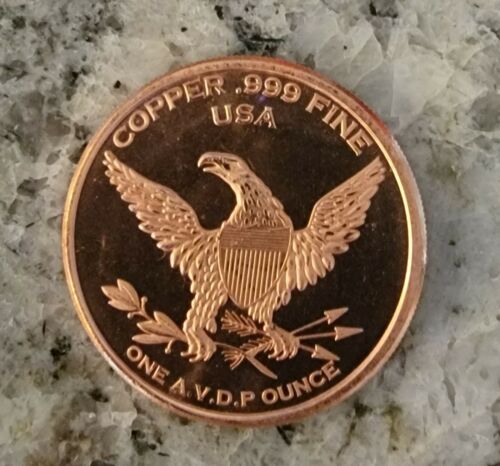 COPPER .999 FINE
USA
ONE A.V.D.P OUNCE